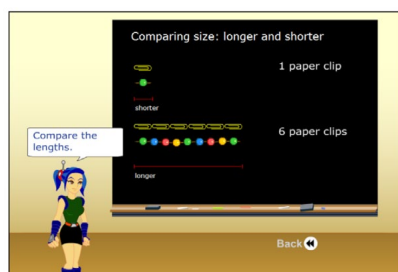 Comparing size: longer and shorter
1 paper clip
shorter
6 paper clips
longer
Compare the
lengths.
Back